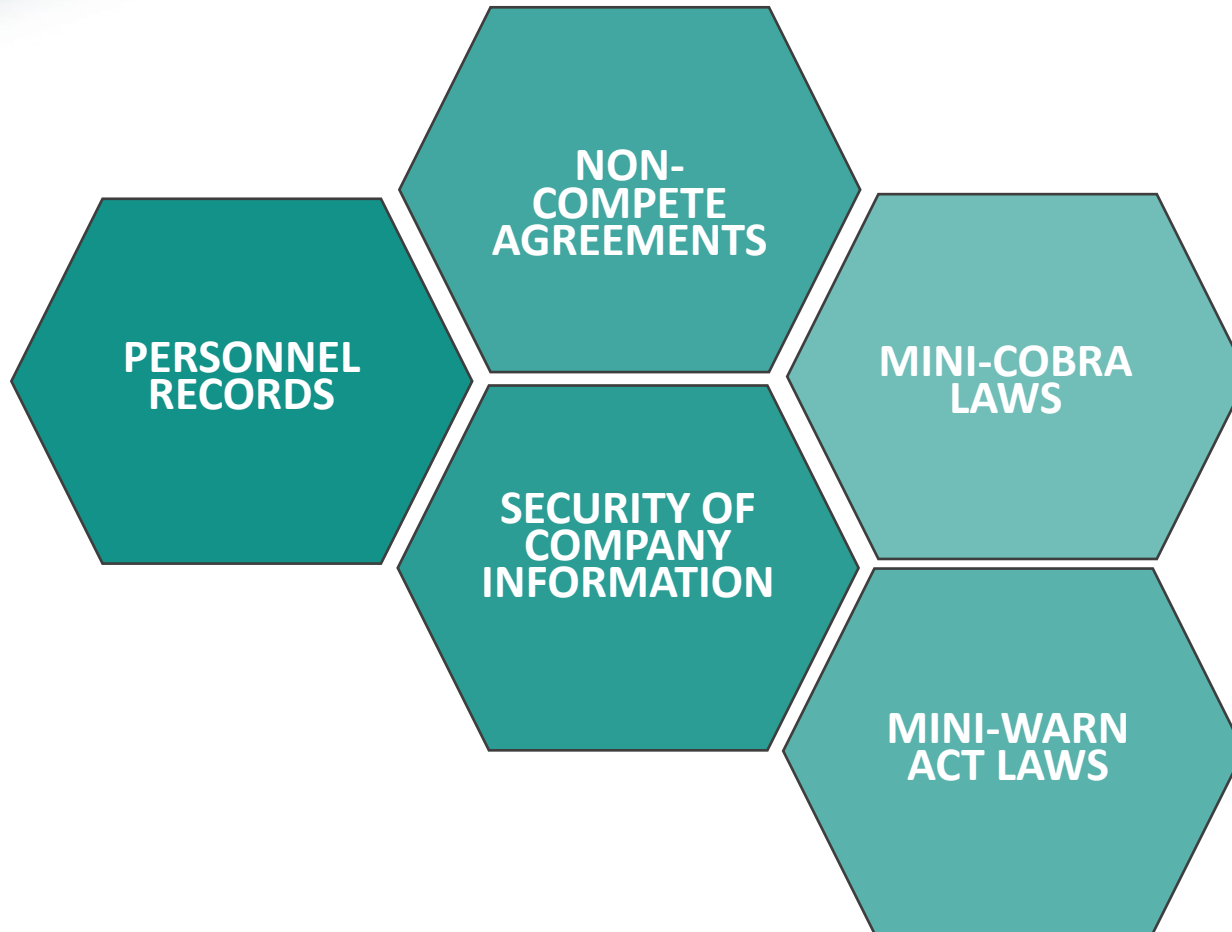 PERSONNEL
RECORDS
NON-
COMPETE
AGREEMENTS
SECURITY OF
COMPANY
INFORMATION
MINI-COBRA
LAWS
MINI-WARN
ACT LAWS